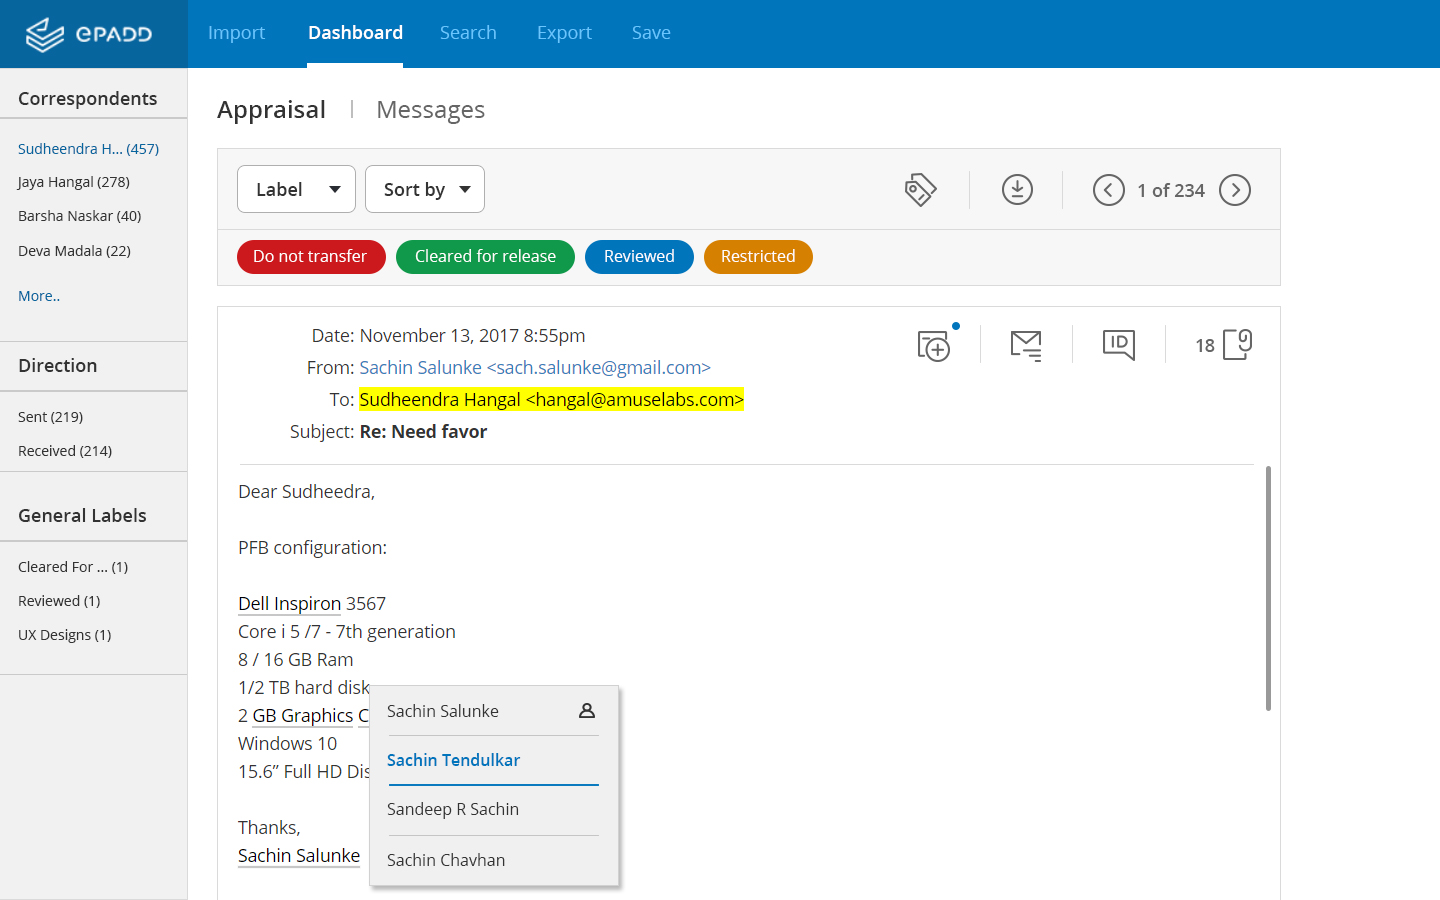 ePADD
Import
Dashboard
Search
Export
Save
Correspondents
Sudheendra H... (457)
Jaya Hangal (278)
Barsha Naskar (40)
Deva Madala (22)
More..
Direction
Sent (219)
Received (214)
General Labels
Cleared For ... (1)
Reviewed (1)
UX Designs (1)
Appraisal | Messages
Label
Sort by
1 of 234
Do not transfer
Cleared for release
Reviewed
Restricted
Date: November 13, 2017 8:55pm
From: Sachin Salunke <sach.salunke@gmail.com>
To: Sudheendra Hangal <hangal@amuselabs.com>
Subject: Re: Need favor
ID
18
Dear Sudheedra,
PFB configuration:
Dell Inspiron 3567
Core i 5 /7 - 7th generation
8 / 16 GB Ram
1/2 TB hard disk
2 GB Graphics C
Windows 10
15.6” Full HD Dis
Thanks,
Sachin Salunke
Sachin Salunke
Sachin Tendulkar
Sandeep R Sachin
Sachin Chavhan